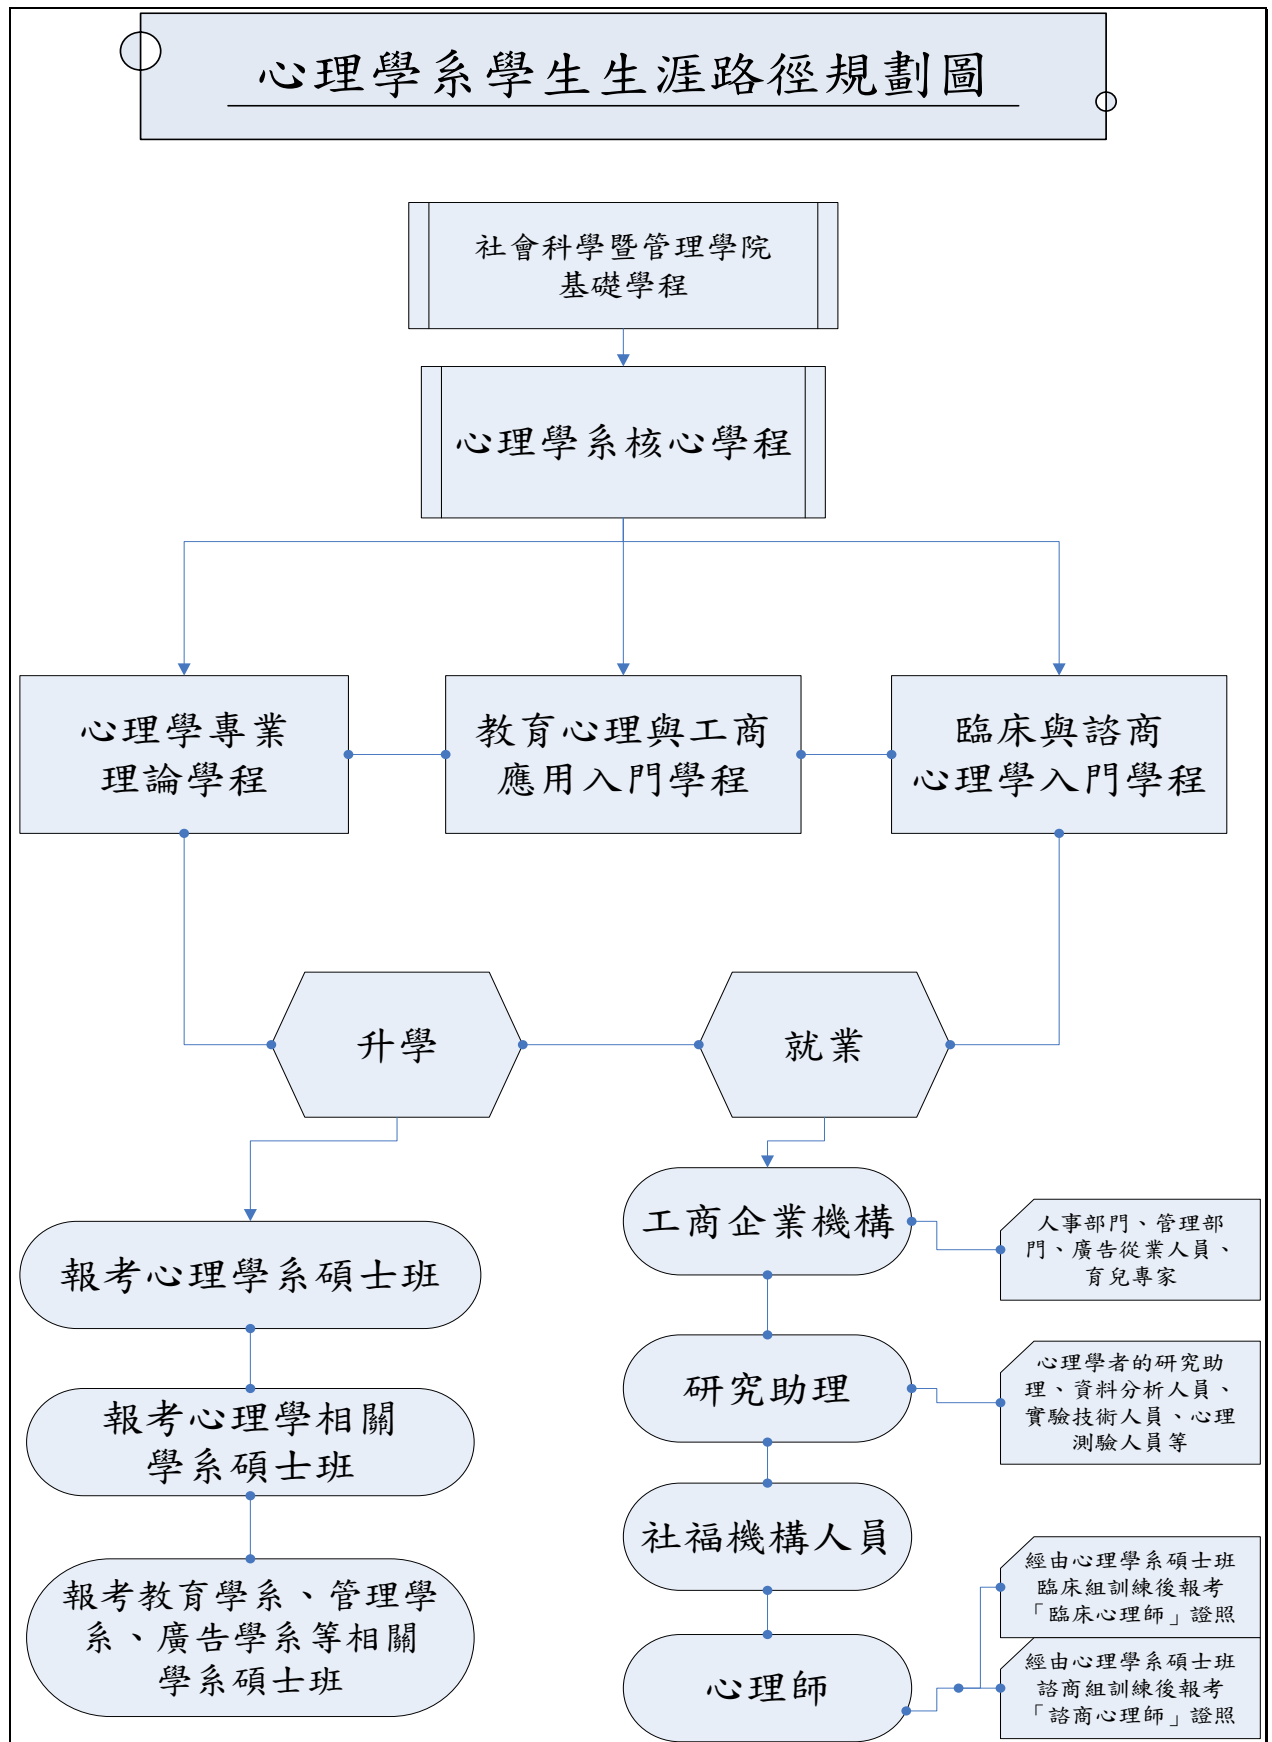 心理學系學生生涯路徑規劃圖
社會科學暨管理學院
基礎學程
心理學系核心學程
心理學專業
理論學程
教育心理與工商
應用入門學程
臨床與諮商
心理學入門學程
升學
就業
報考心理學系碩士班
報考心理學相關
學系碩士班
報考教育學系、管理學
系、廣告學系等相關
學系碩士班
工商企業機構
人事部門、管理部
門、廣告從業人員、
育兒專家
研究助理
心理學者的研究助
理、資料分析人員、
實驗技術人員、心理
測驗人員等
社福機構人員
心理師
經由心理學系碩士班
臨床組訓練後報考
「臨床心理師」證照
經由心理學系碩士班
諮商組訓練後報考
「諮商心理師」證照